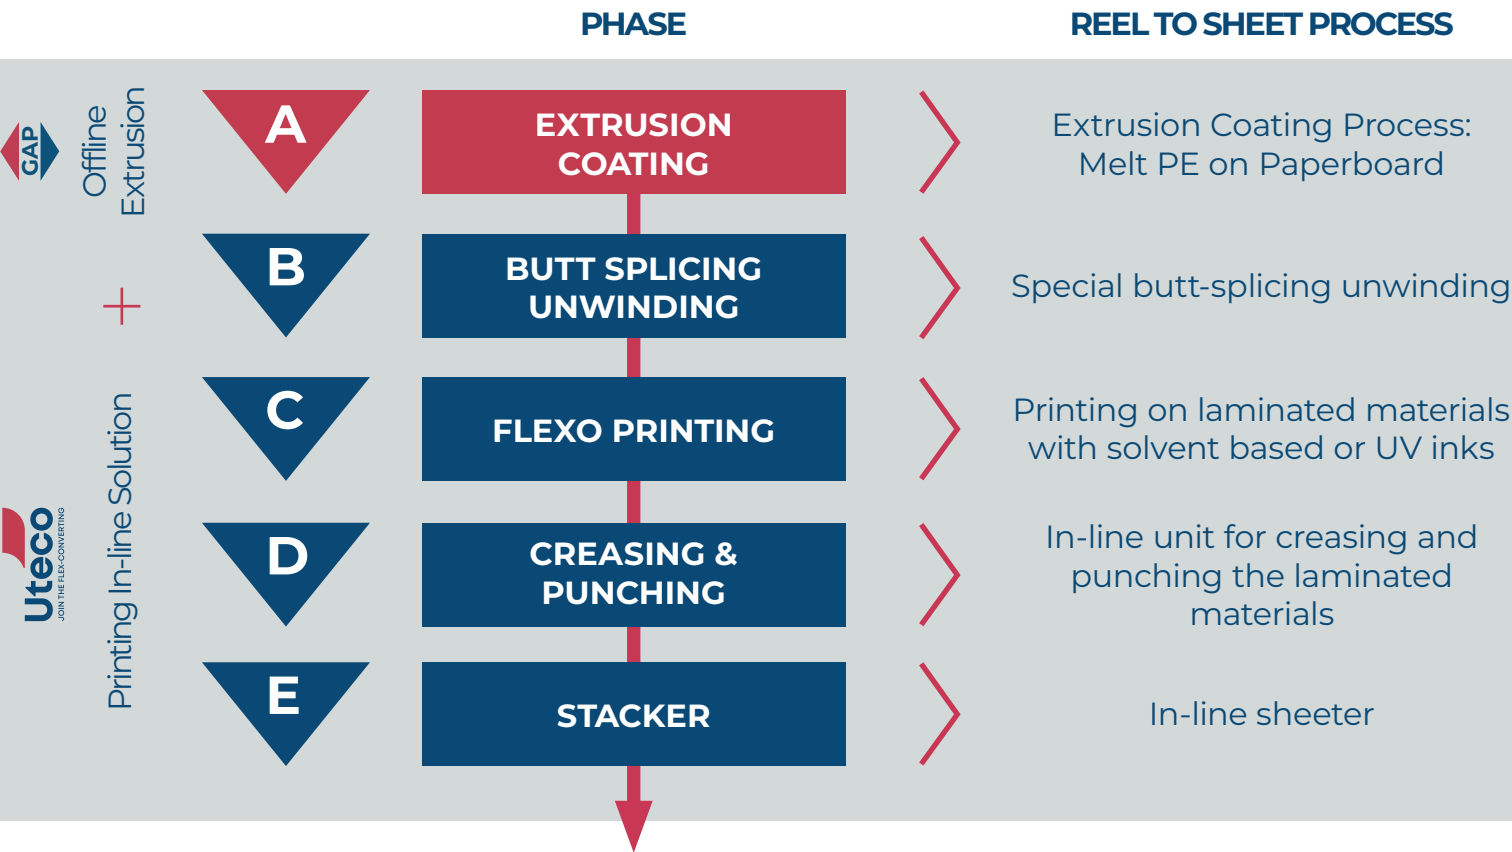 PHASE
REEL TO SHEET PROCESS
GAP
Offline
Extrusion
A
EXTRUSION
COATING
Extrusion Coating Process:
Melt PE on Paperboard
+
B
BUTT SPLICING
UNWINDING
Special butt-splicing unwinding
Uteco
JOIN THE FLEX-CONVERTING
Printing In-line Solution
C
FLEXO PRINTING
Printing on laminated materials
with solvent based or UV inks
D
CREASING &
PUNCHING
In-line unit for creasing and
punching the laminated
materials
E
STACKER
In-line sheeter